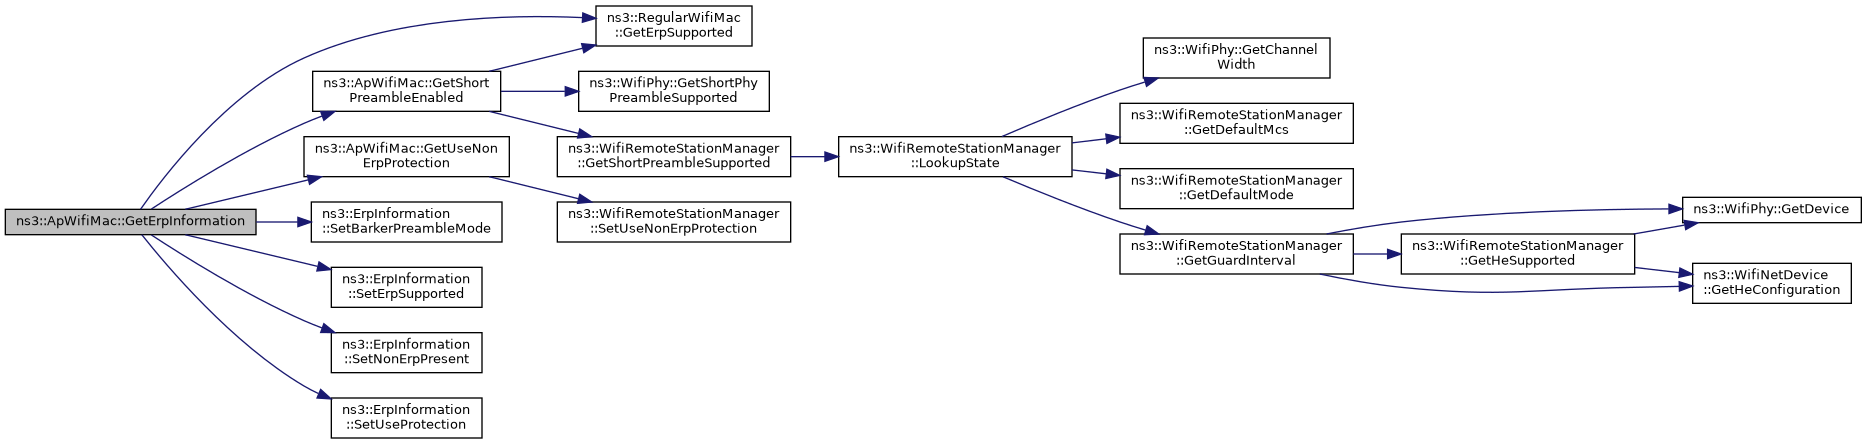 ns3::ApWifiMac::GetErpInformation
ns3::RegularWifiMac
::GetErpSupported
ns3::ApWifiMac::GetShort
PreambleEnabled
ns3::ApWifiMac::GetUseNon
ErpProtection
ns3::ErpInformation
::SetBarkerPreambleMode
ns3::ErpInformation
::SetErpSupported
ns3::ErpInformation
::SetNonErpPresent
ns3::ErpInformation
::SetUseProtection
ns3::WifiPhy::GetShortPhy
PreambleSupported
ns3::WifiRemoteStationManager
::GetShortPreambleSupported
ns3::WifiRemoteStationManager
::SetUseNonErpProtection
ns3::WifiRemoteStationManager
::LookupState
ns3::WifiPhy::GetChannel
Width
ns3::WifiRemoteStationManager
::GetDefaultMcs
ns3::WifiRemoteStationManager
::GetDefaultMode
ns3::WifiRemoteStationManager
::GetGuardInterval
ns3::WifiRemoteStationManager
::GetHeSupported
ns3::WifiPhy::GetDevice
ns3::WifiNetDevice
::GetHeConfiguration